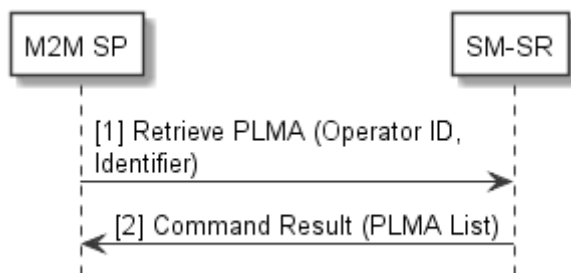 M2M SP
SM-SR
[1] Retrieve PLMA (Operator ID,
Identifier)
[2] Command Result (PLMA List)